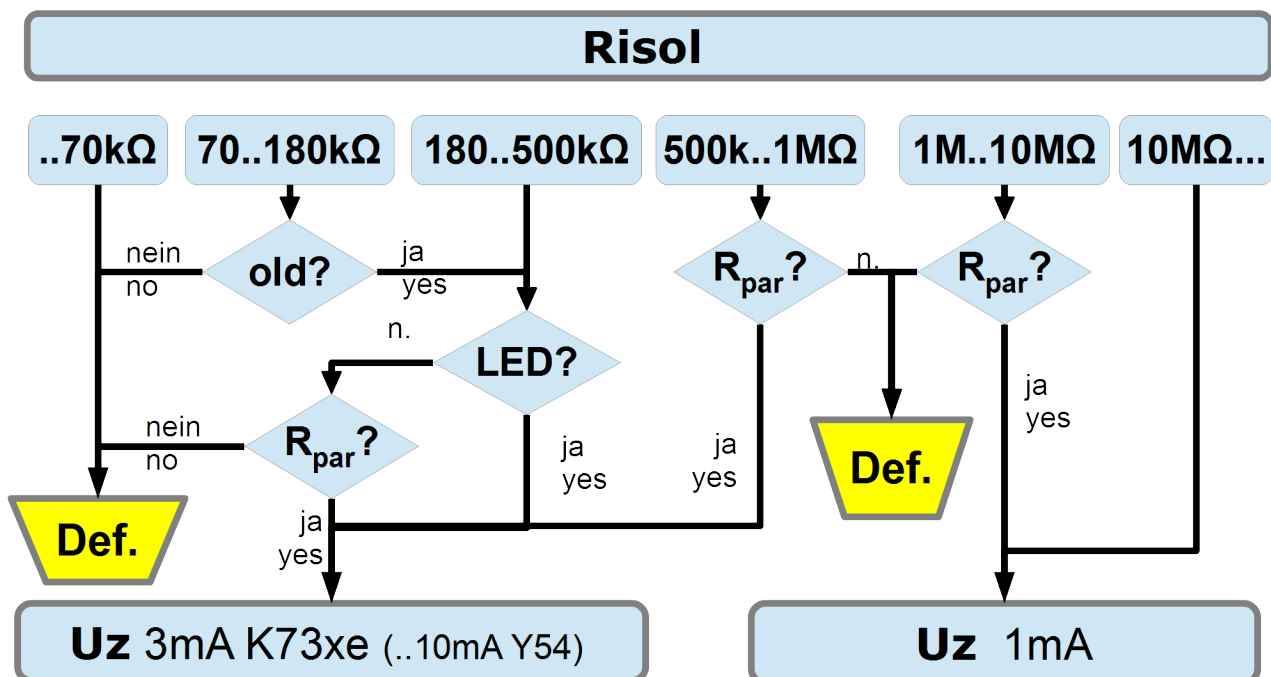 Risol
..70kΩ
70..180kΩ
180..500kΩ
500k..1MΩ
1M..10MΩ
10MΩ...
nein
no
old?
ja
yes
Rpar?
n.
Rpar?
n.
LED?
ja
yes
nein
no
Rpar?
ja
yes
ja
yes
Def.
Def.
ja
yes
Uz 3mA K73xe (..10mA Y54)
Uz 1mA